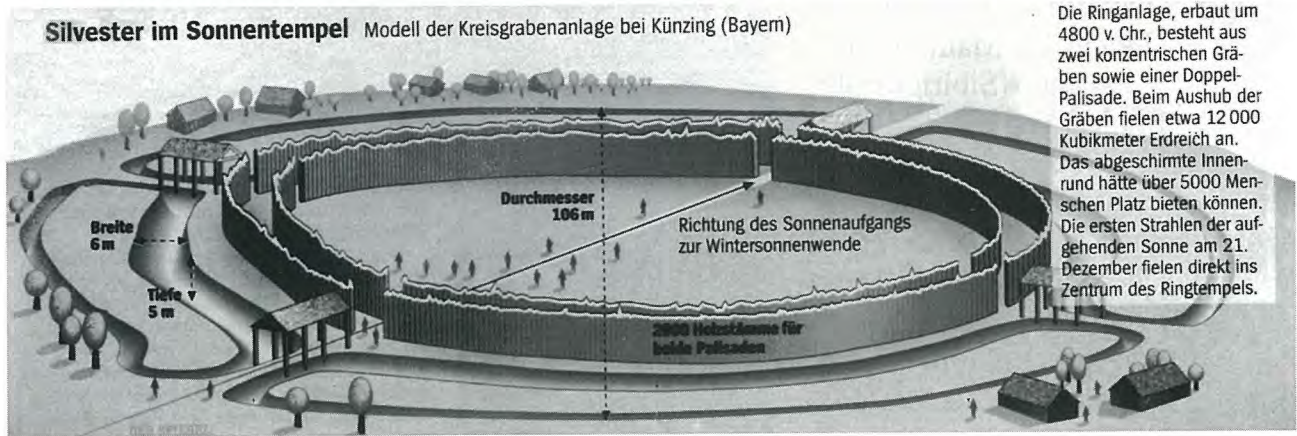 Silvester im Sonnentempel Modell der Kreisgrabenanlage bei Künzing (Bayern)
Durchmesser
106 m
Breite
6 m
Tiefe
5 m
Richtung des Sonnenaufgangs
zur Wintersonnenwende
2800 Holzstämme für
beide Palisaden
Die Ringanlage, erbaut um
4800 v. Chr., besteht aus
zwei konzentrischen Grä-
ben sowie einer Doppel-
Palisade. Beim Aushub der
Gräben fielen etwa 12 000
Kubikmeter Erdreich an.
Das abgeschirmte Innen-
rund hätte über 5000 Men-
schen Platz bieten können.
Die ersten Strahlen der auf-
gehenden Sonne am 21.
Dezember fielen direkt ins
Zentrum des Ringtempels.